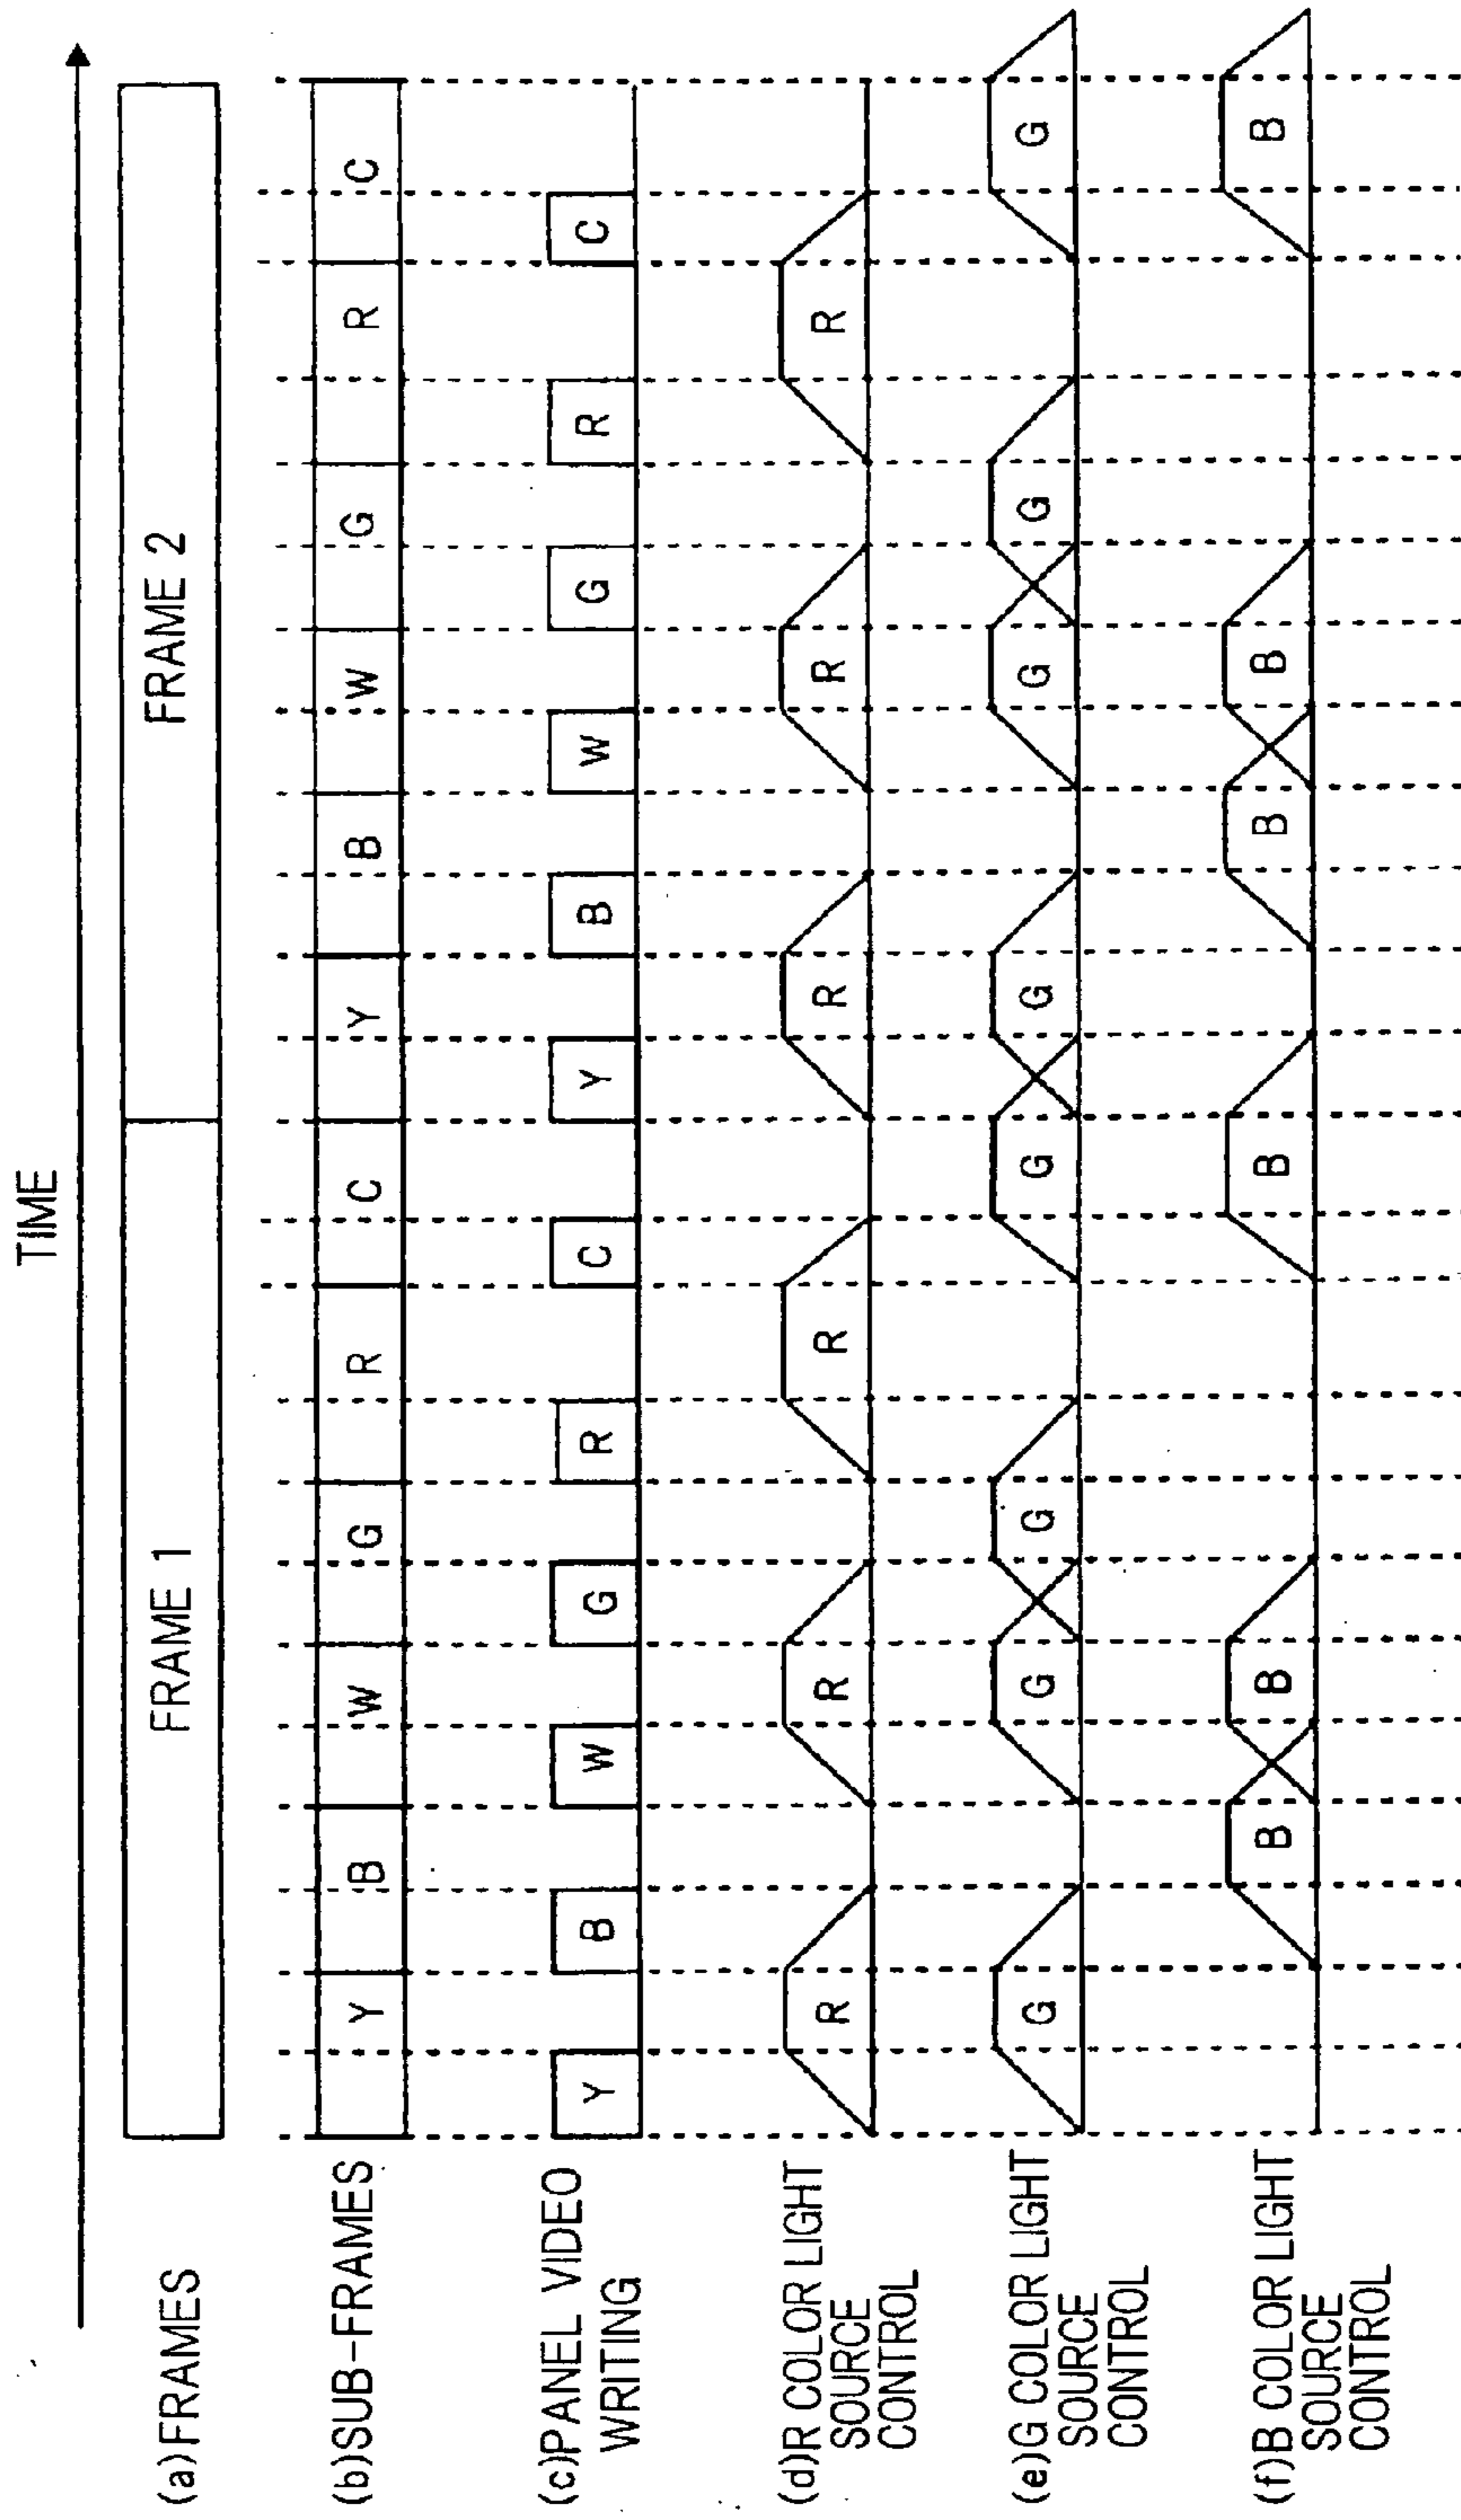 TIME
(a)FRAMES
FRAME 1
FRAME 2
(b)SUB-FRAMES
Y B W G R C Y B W G R C
(c)PANEL VIDEO
WRITING
Y B W G R C Y B W G R C
(d)R COLOR LIGHT
SOURCE
CONTROL
R R R R R R
(e)G COLOR LIGHT
SOURCE
CONTROL
G G G G G G G G
(f)B COLOR LIGHT
SOURCE
CONTROL
B B B B B B